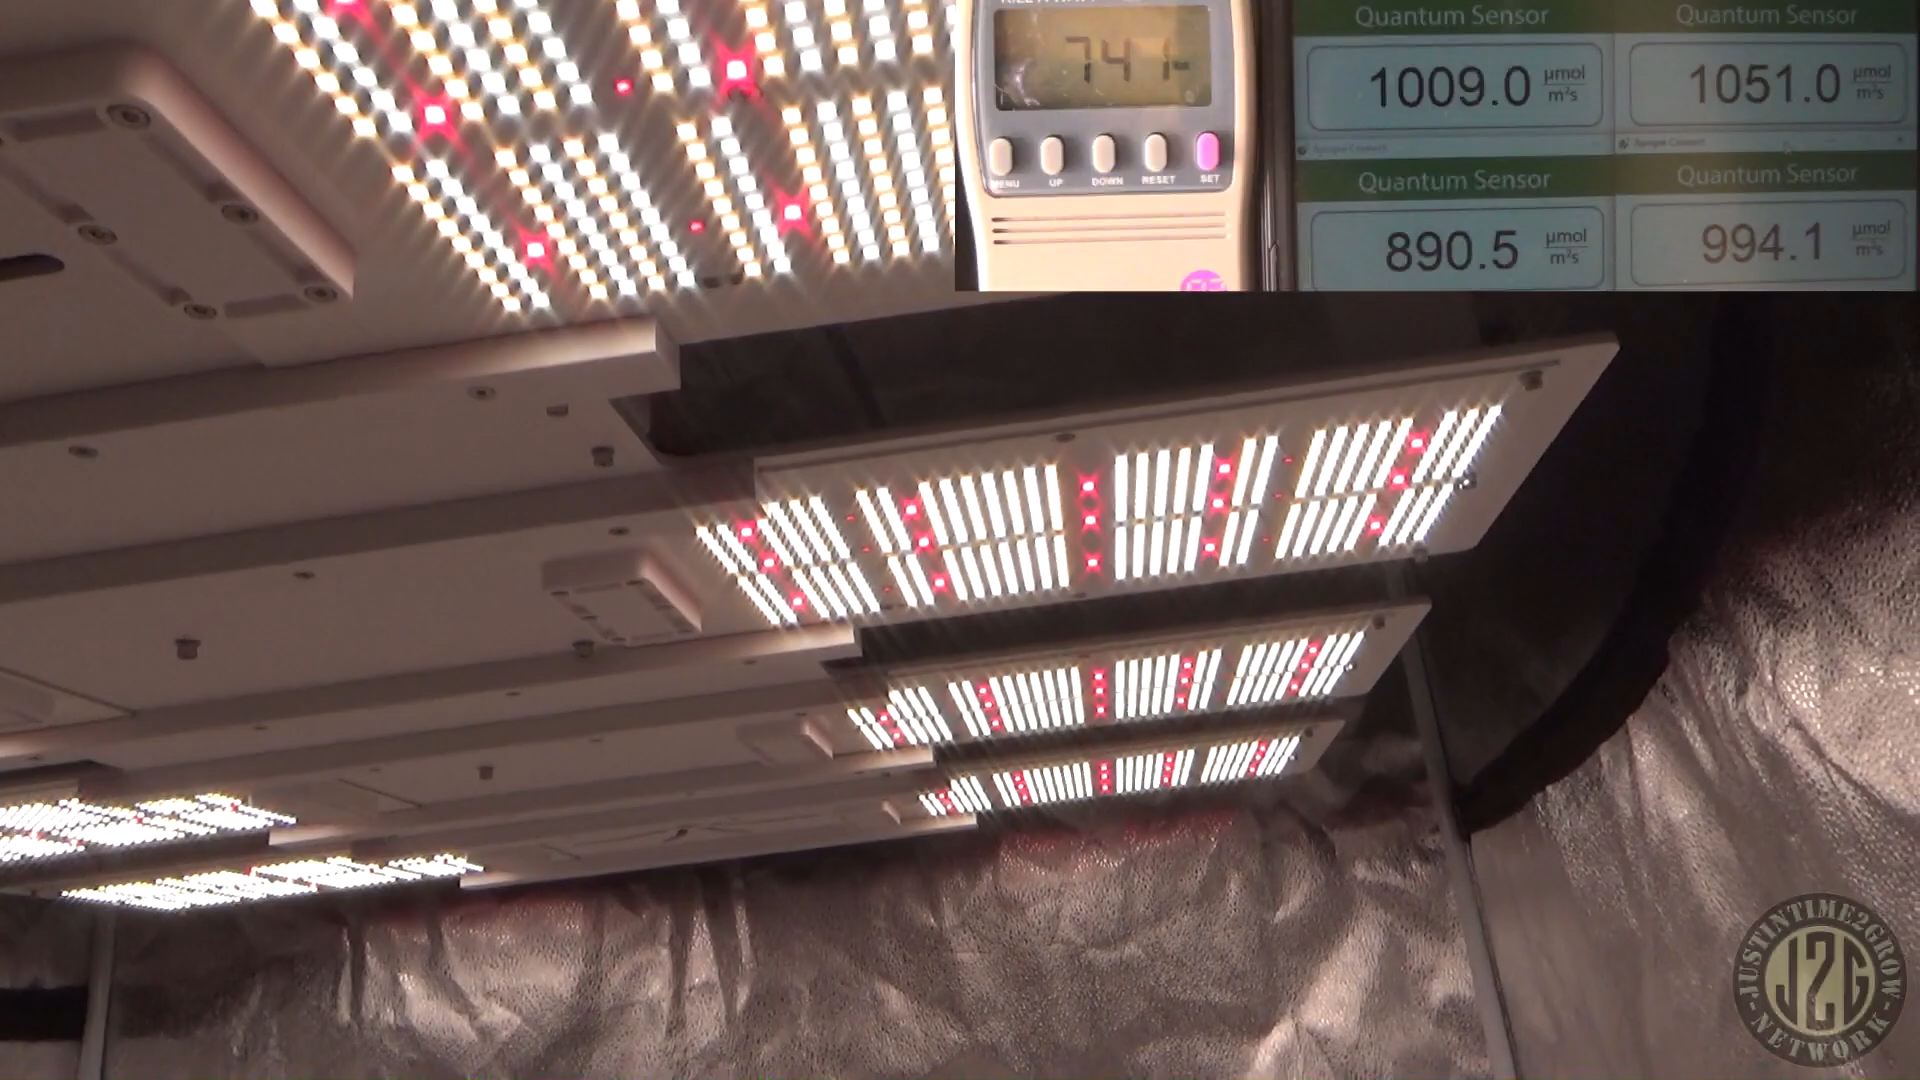 741
MENU UP DOWN RESET SET
Quantum Sensor
1009.0 µmol
m²s
Quantum Sensor
1051.0 µmol
m²s
Quantum Sensor
890.5 µmol
m²s
Quantum Sensor
994.1 µmol
m²s
JUSTINTIME2GROW
J2G
-NETWORK-